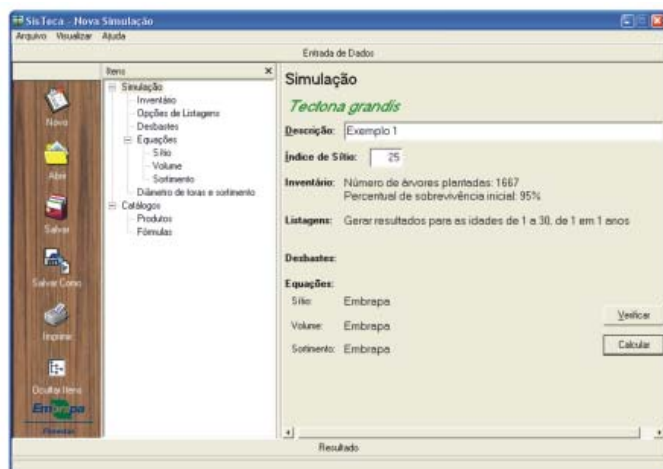 SisTeca - Nova Simulação
Arquivo Visualizar Ajuda
Entrada de Dados
Novo
Abrir
Salvar
Salvar Como
Imprimir
Ocultar Itens
Embrapa
Florestas
Itens
Simulação
Inventário
Opções de Listagens
Desbastes
Equações
Sítio
Volume
Sortimento
Diâmetro de toras e sortimento
Catálogos
Produtos
Fórmulas
Simulação
Tectona grandis
Descrição: Exemplo 1
Índice de Sítio: 25
Inventário: Número de árvores plantadas: 1667
Percentual de sobrevivência inicial: 95%
Listagens: Gerar resultados para as idades de 1 a 30, de 1 em 1 anos
Desbastes:
Equações:
Sítio: Embrapa
Volume: Embrapa
Sortimento: Embrapa
Verificar
Calcular
Resultado